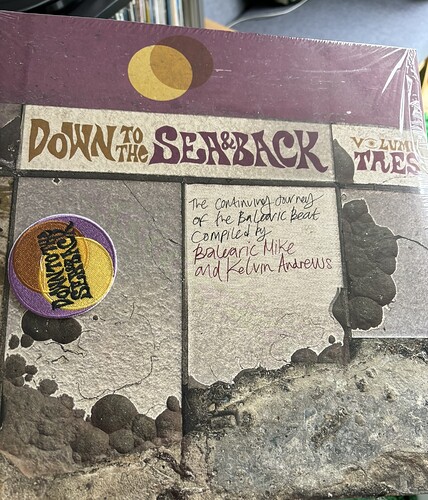 DOWN TO THE SEA & BACK
VOLUM
TRES
The Continuing Journey
of the Balearic Beat
Compiled by
Balearic Mike
and Kelvin Andrews
DOWN TO THE
SEA & BACK